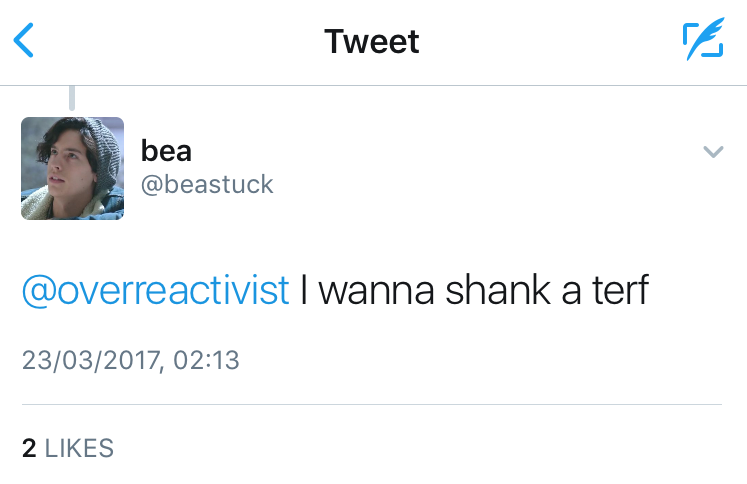 Tweet
bea
@beastuck
@overreactivist I wanna shank a terf
23/03/2017, 02:13
2 LIKES